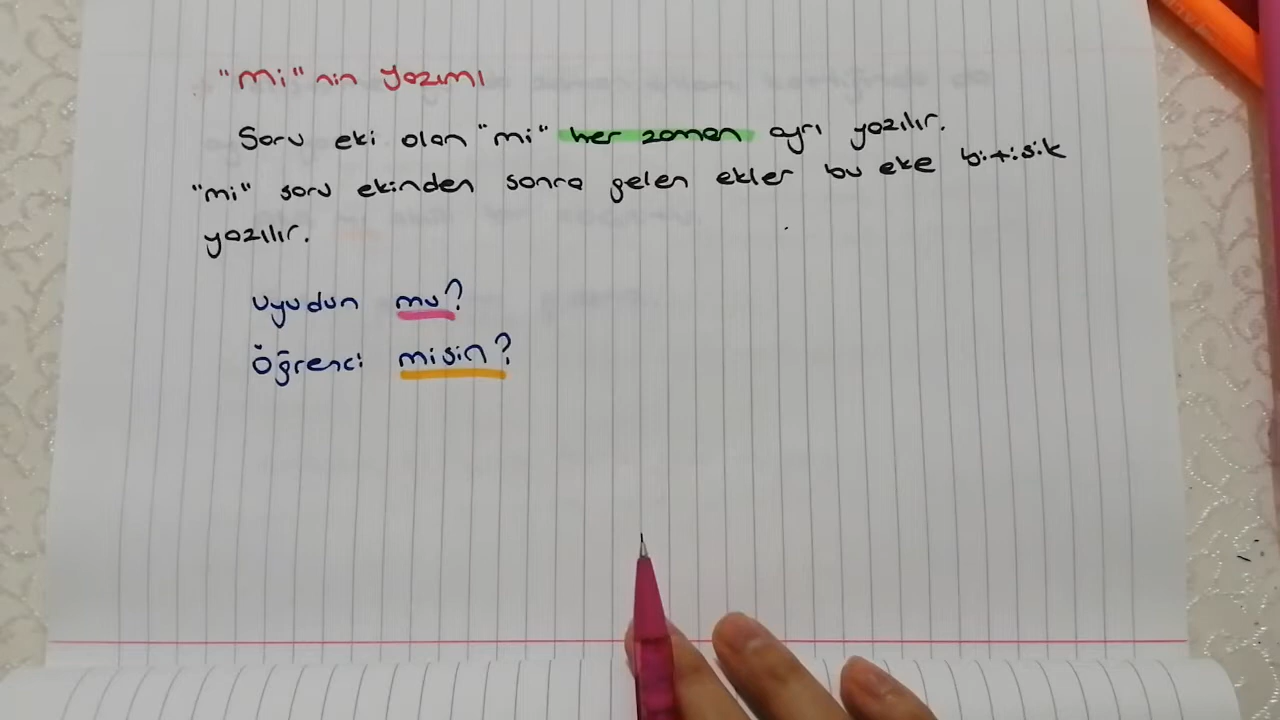 "Mi" nin yazımı
Soru eki olan "mi" her zaman ayrı yazılır.
"mi" soru ekinden sonra gelen ekler bu eke bitişik
yazılır.
uyudun mu?
Öğrenci misin?